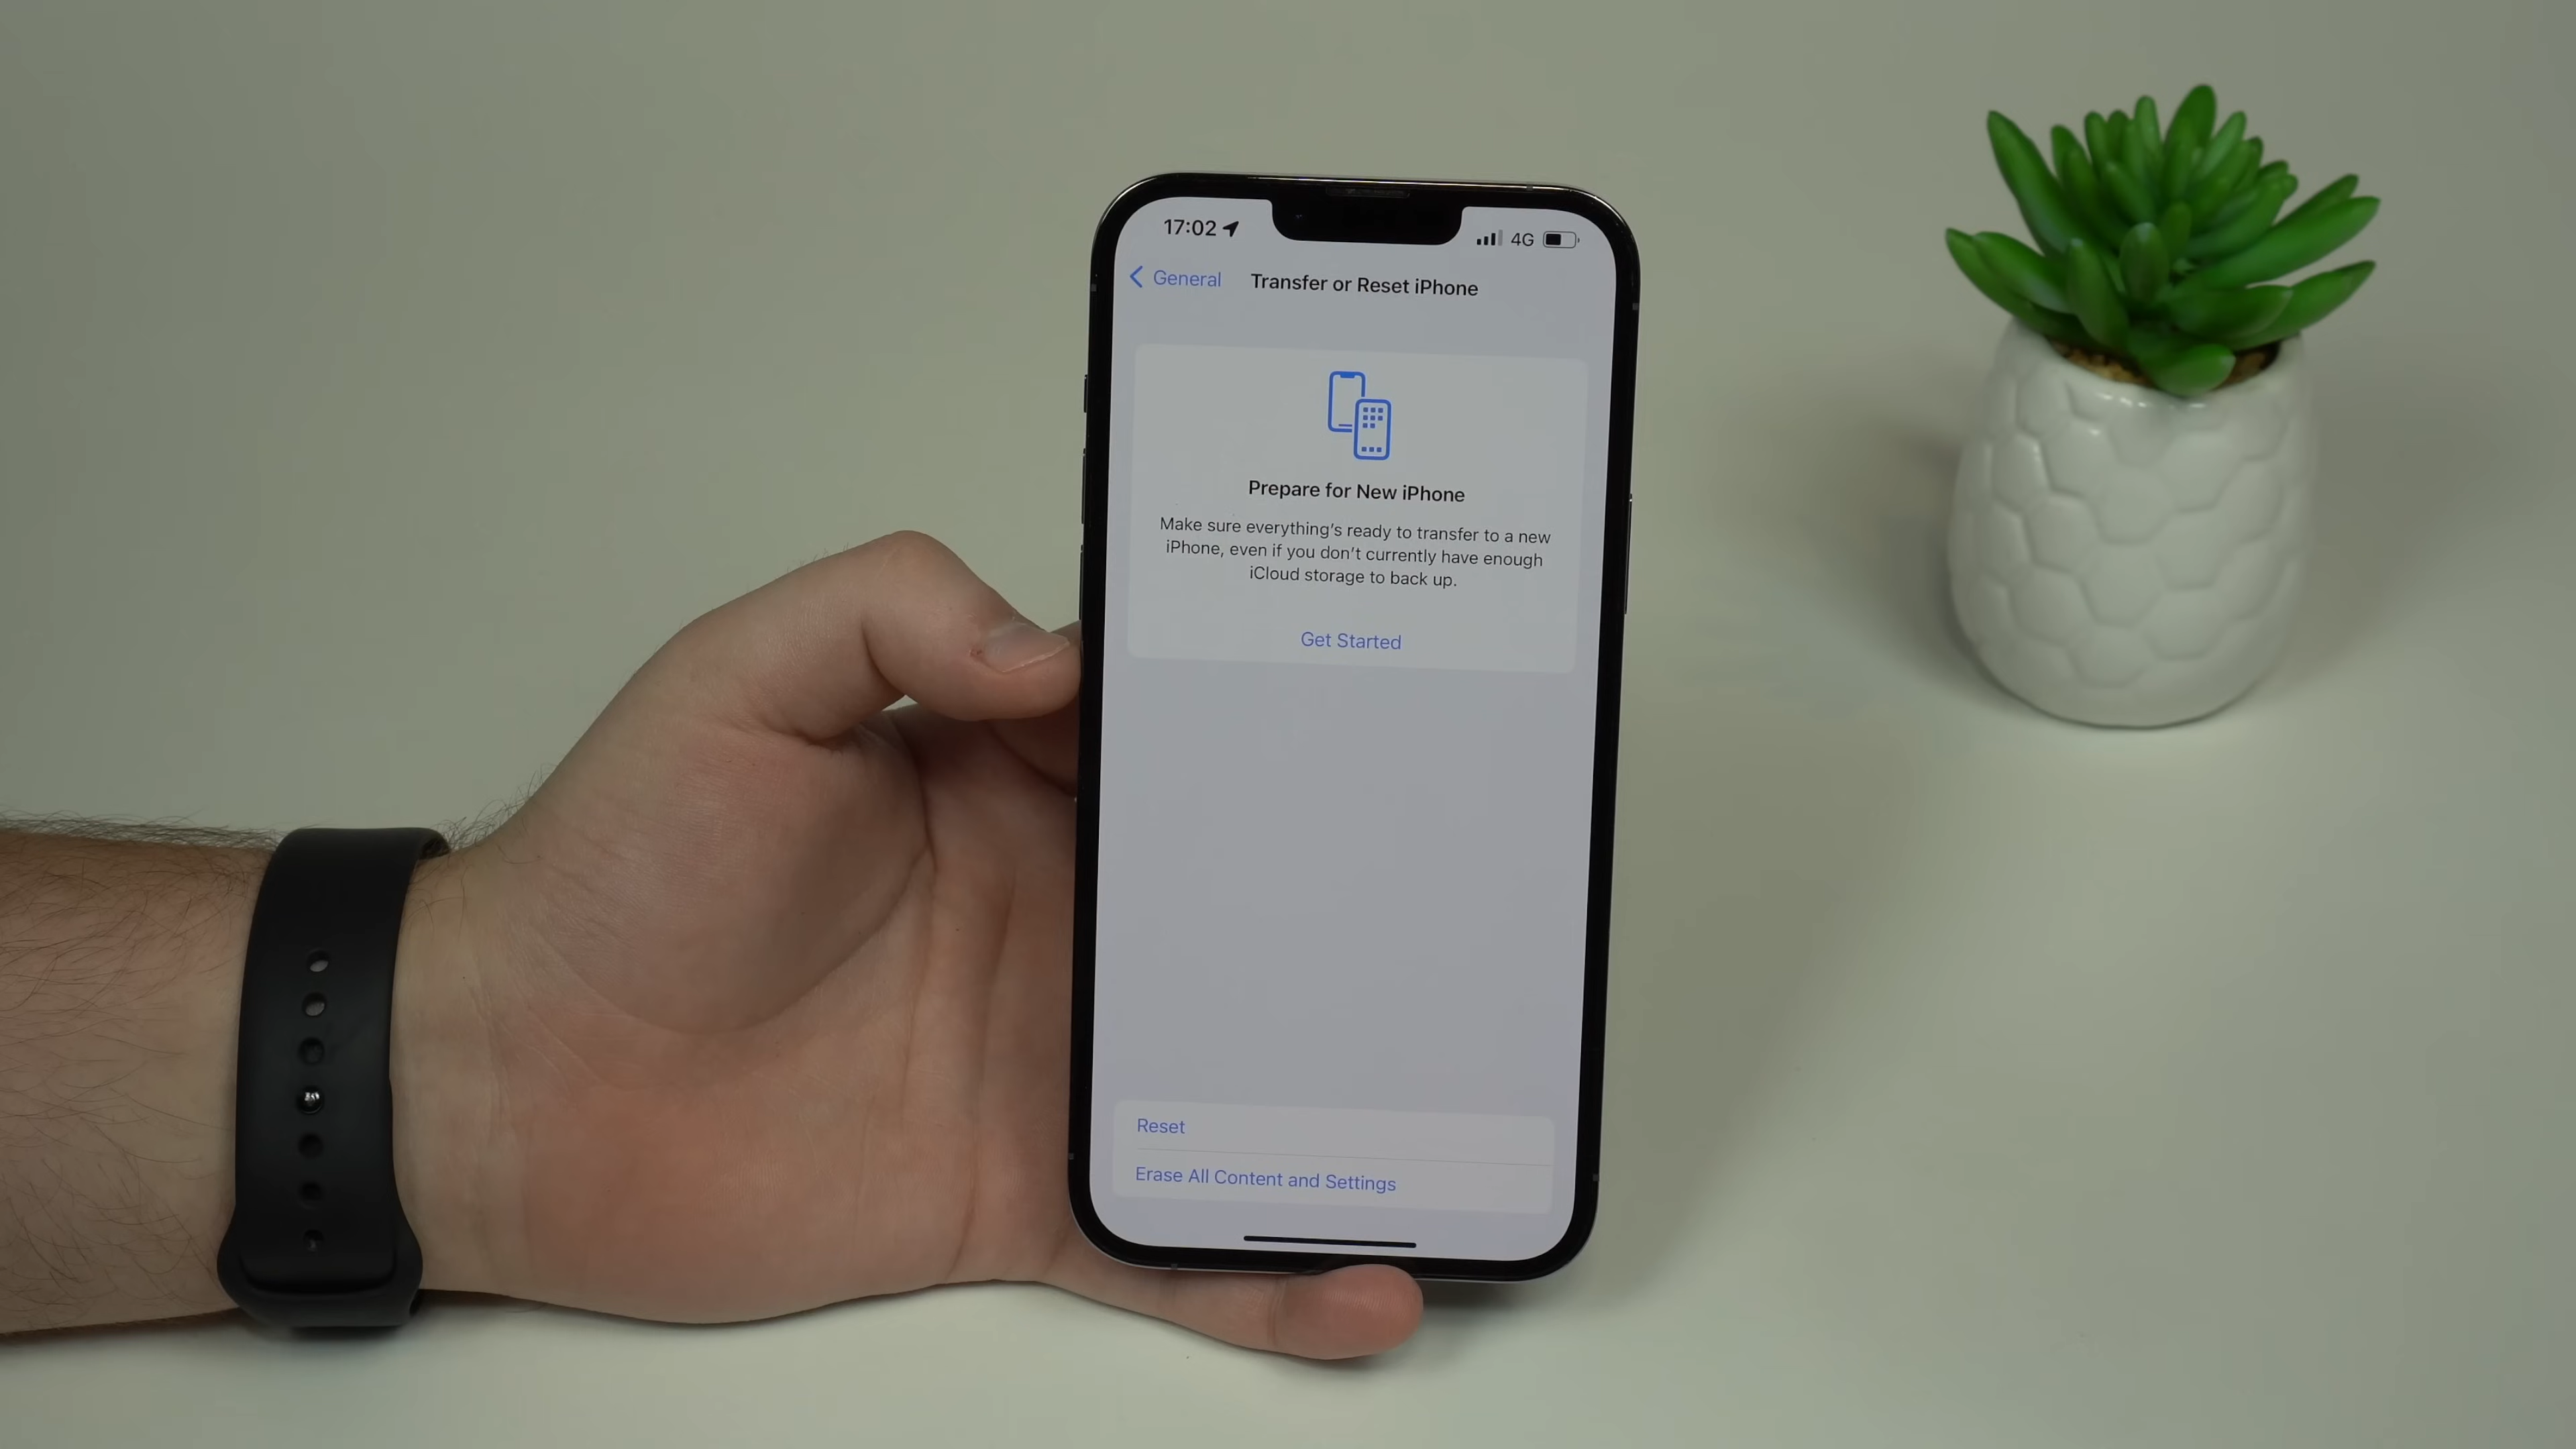 17:02
4G
General
Transfer or Reset iPhone
Prepare for New iPhone
Make sure everything's ready to transfer to a new
iPhone, even if you don't currently have enough
iCloud storage to back up.
Get Started
Reset
Erase All Content and Settings